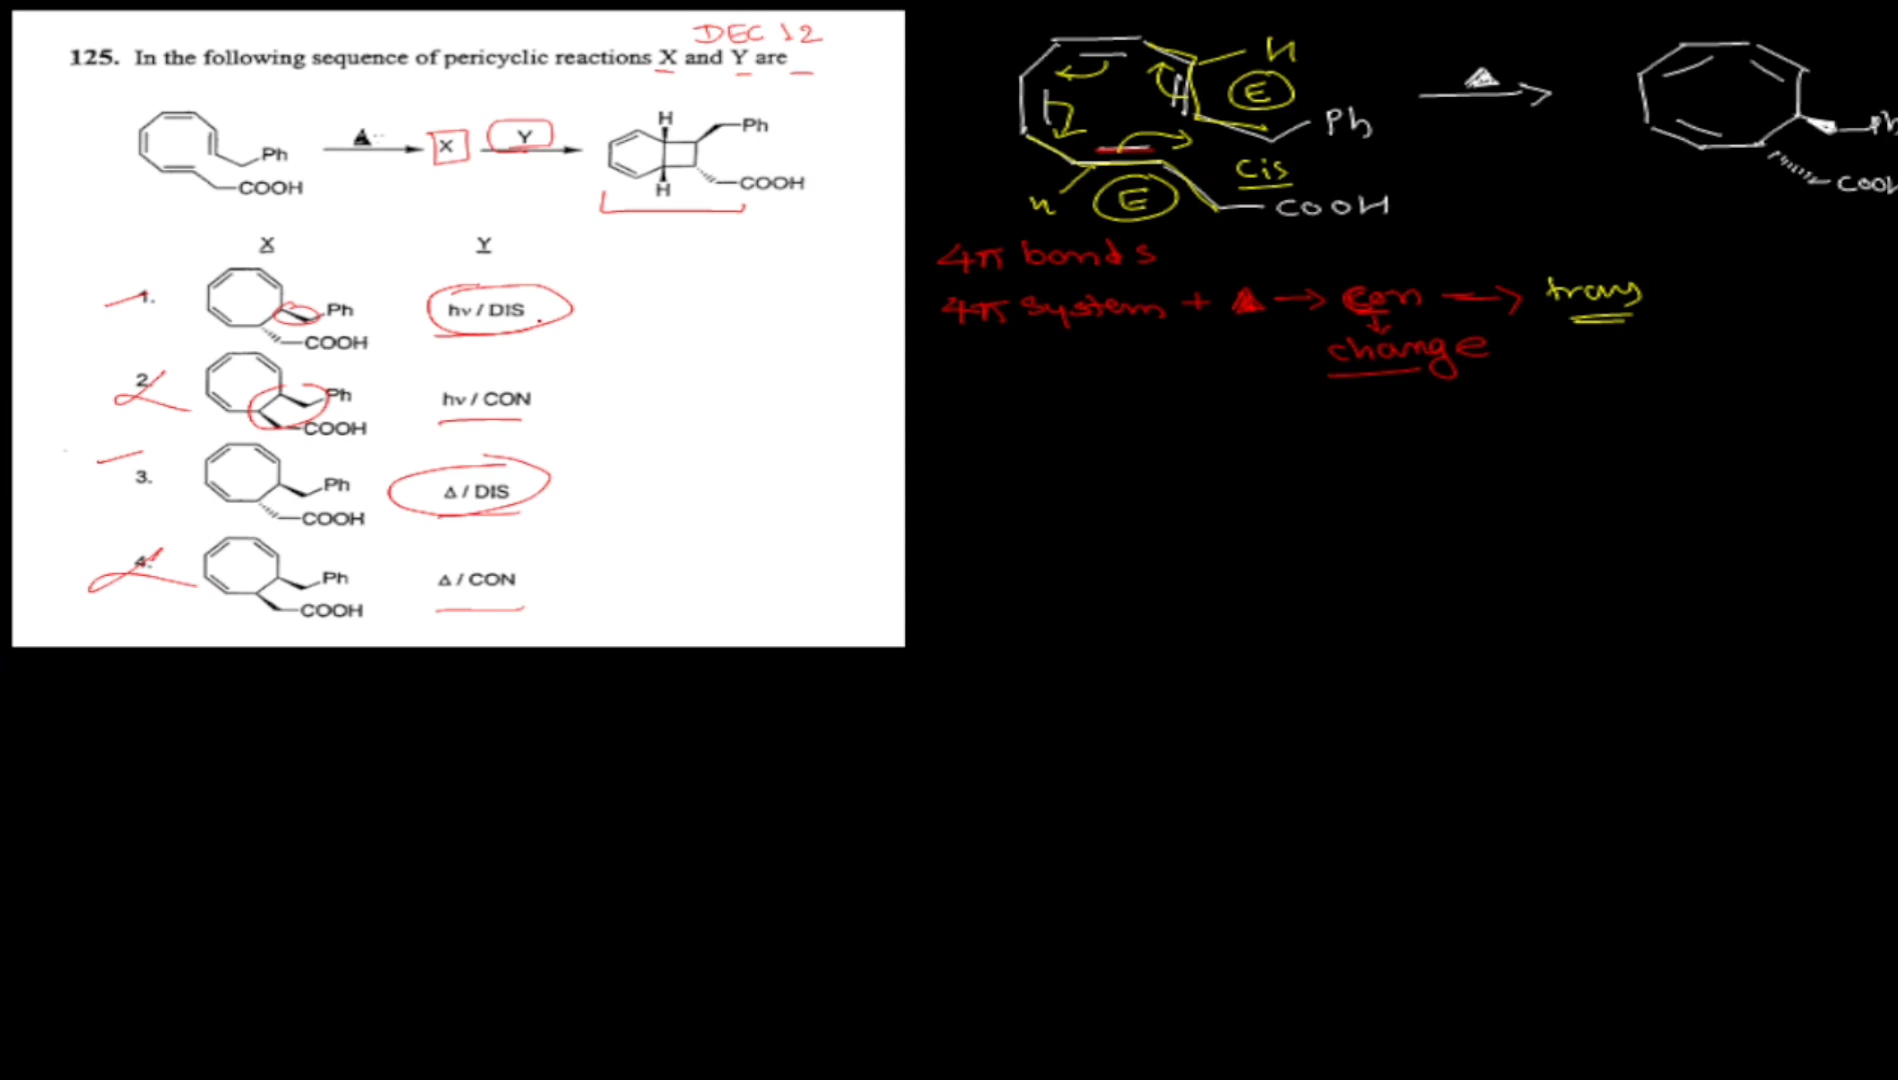 DEC 12
125. In the following sequence of pericyclic reactions X and Y are
Ph
COOH
Δ
X
Y
H
H
Ph
COOH
X Y
1. Ph
COOH
hν / DIS
2. Ph
COOH
hν / CON
3. Ph
COOH
Δ / DIS
4. Ph
COOH
Δ / CON
H
E
Ph
Cis
E
COOH
Δ
4π bonds
4π system + Δ → Con → trans
change